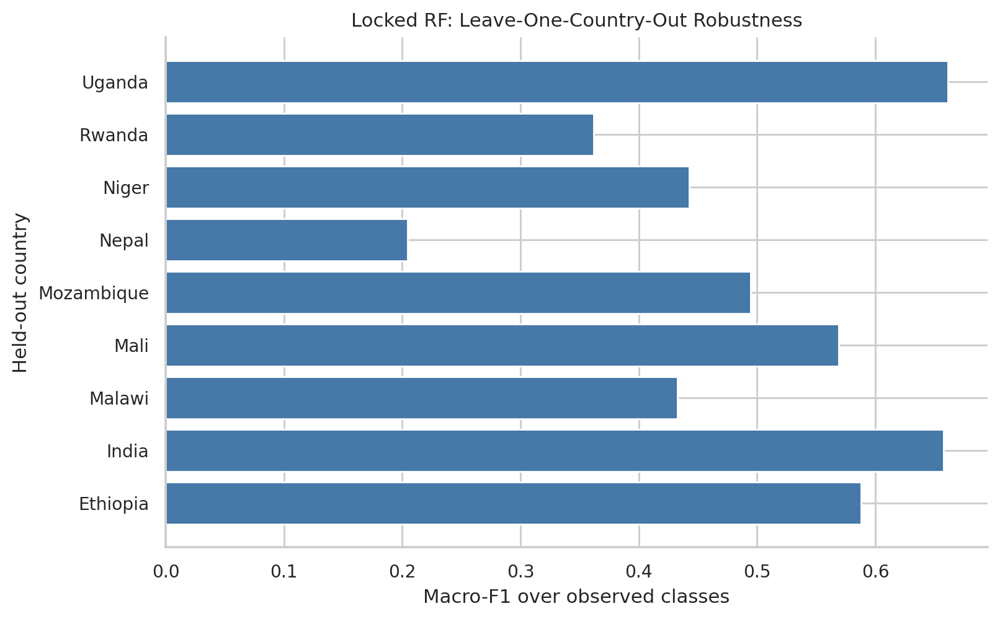 Locked RF: Leave-One-Country-Out Robustness
Held-out country
Uganda
Rwanda
Niger
Nepal
Mozambique
Mali
Malawi
India
Ethiopia
0.0 0.1 0.2 0.3 0.4 0.5 0.6
Macro-F1 over observed classes